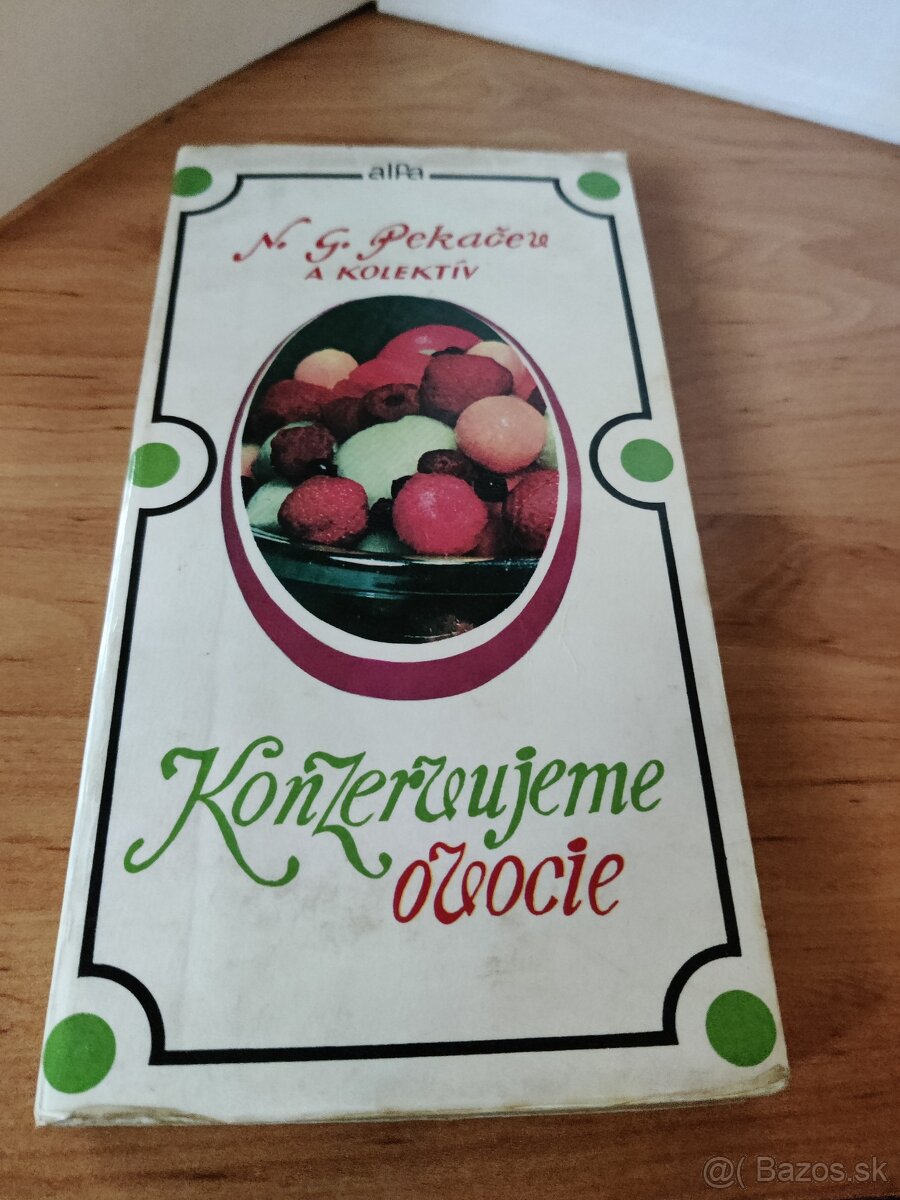 alfa
N. G. Pekačev
A KOLEKTÍV
Konzervujeme
ovocie
@( Bazos.sk